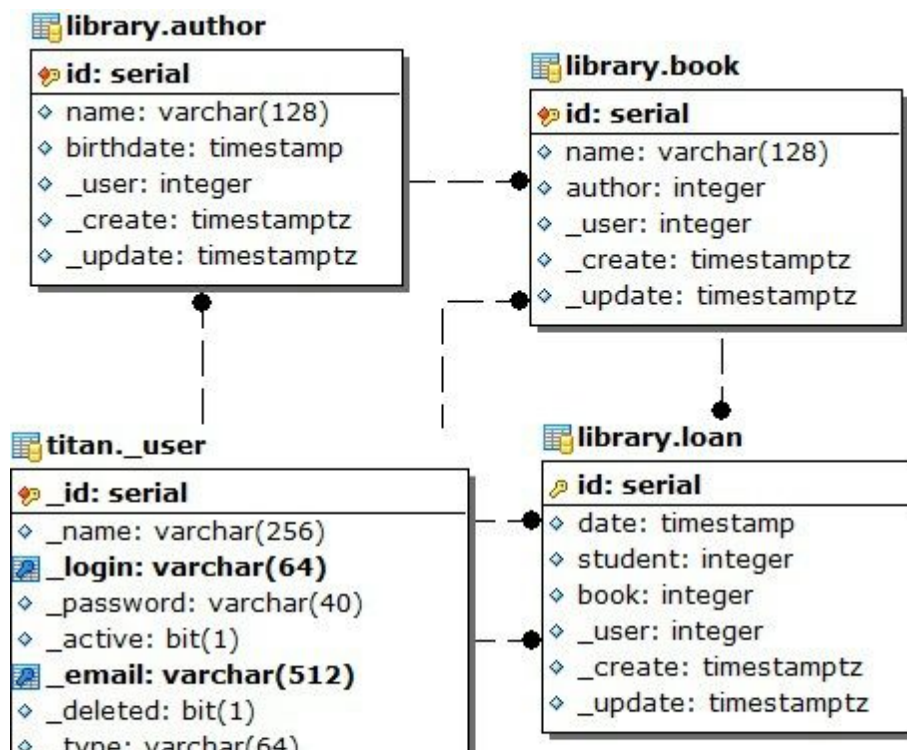 library.author
id: serial
name: varchar(128)
birthdate: timestamp
_user: integer
_create: timestamptz
_update: timestamptz
library.book
id: serial
name: varchar(128)
author: integer
_user: integer
_create: timestamptz
_update: timestamptz
titan._user
_id: serial
_name: varchar(256)
_login: varchar(64)
_password: varchar(40)
_active: bit(1)
_email: varchar(512)
_deleted: bit(1)
_type: varchar(64)
library.loan
id: serial
date: timestamp
student: integer
book: integer
_user: integer
_create: timestamptz
_update: timestamptz